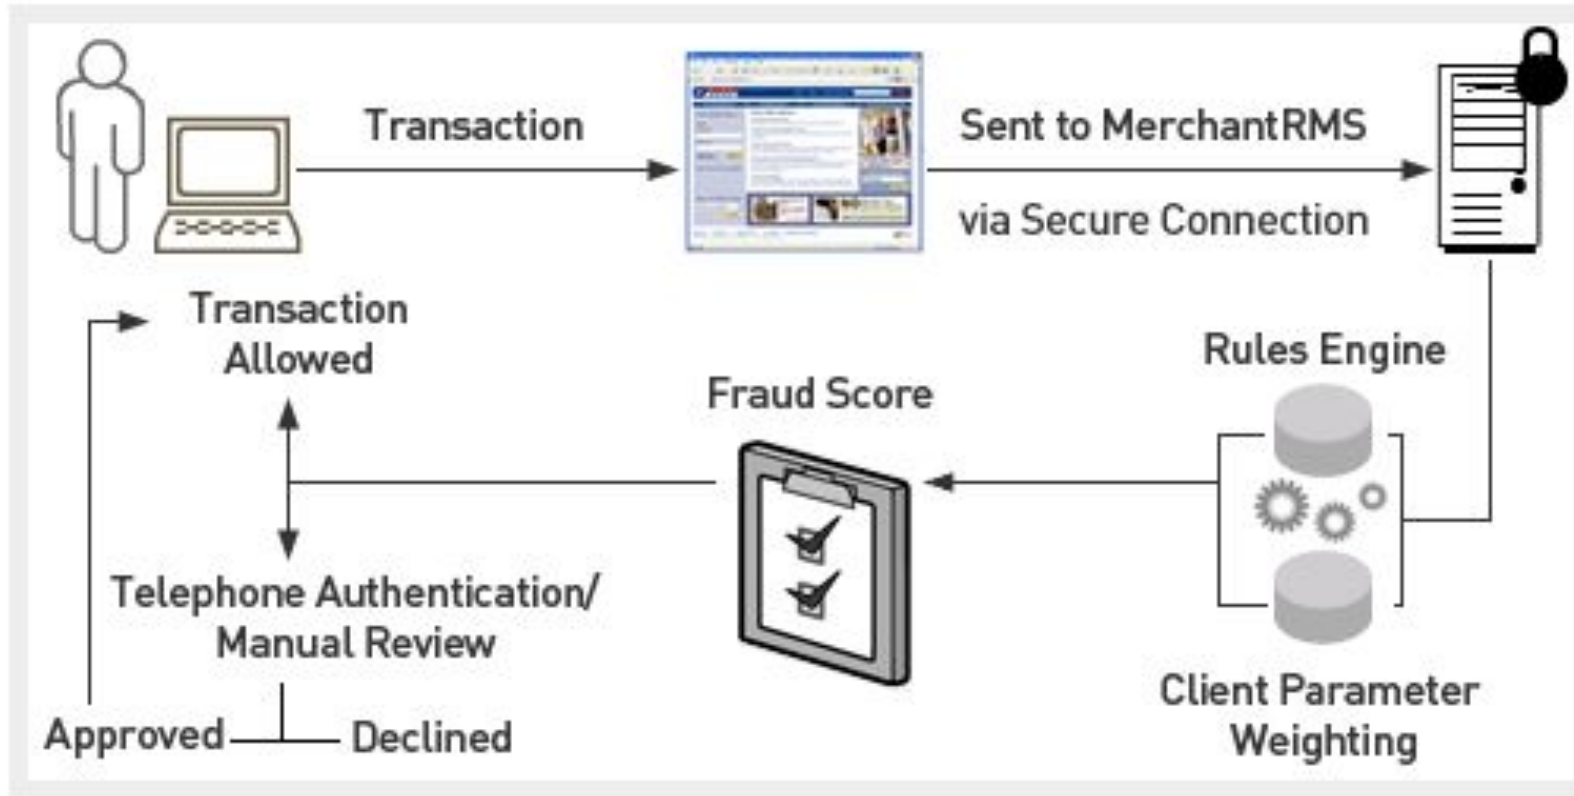 Transaction
Sent to MerchantRMS
via Secure Connection
Transaction
Allowed
Fraud Score
Rules Engine
Telephone Authentication/
Manual Review
Approved
Declined
Client Parameter
Weighting